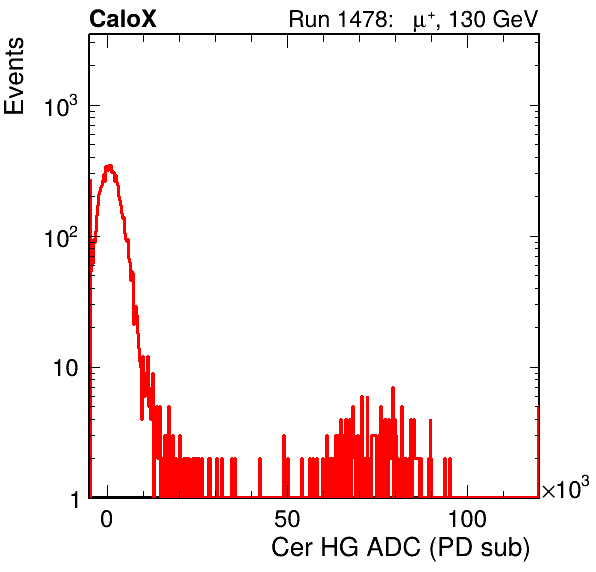 CaloX Run 1478: μ⁺, 130 GeV
Events
10³
10²
10
1
0 50 100 ×10³
Cer HG ADC (PD sub)